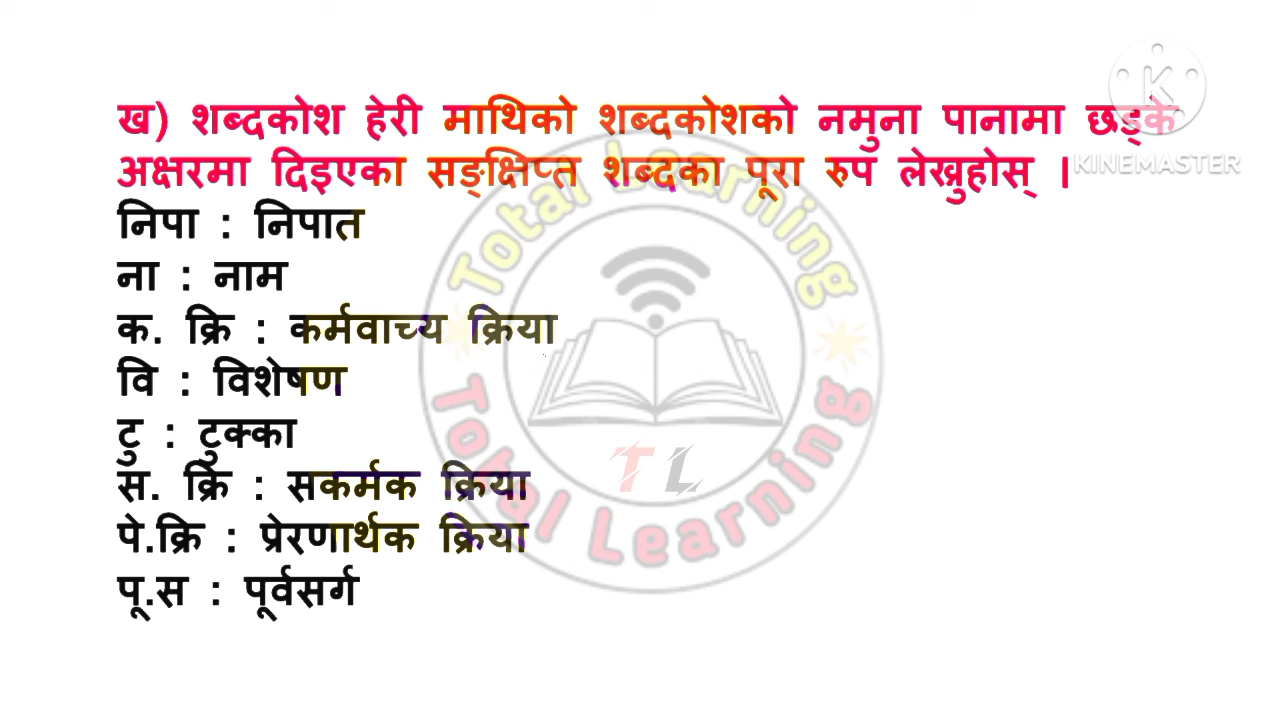 ख) शब्दकोश हेरी माथिको शब्दकोशको नमुना पानामा छड्के
अक्षरमा दिइएका सङ्क्षिप्त शब्दका पूरा रुप लेख्नुहोस् ।
निपा : निपात
ना : नाम
क. क्रि : कर्मवाच्य क्रिया
वि : विशेषण
टु : टुक्का
स. क्रि : सकर्मक क्रिया
पे.क्रि : प्रेरणार्थक क्रिया
पू.स : पूर्वसर्ग
KINEMASTER
Total Learning
TL
Total Learning